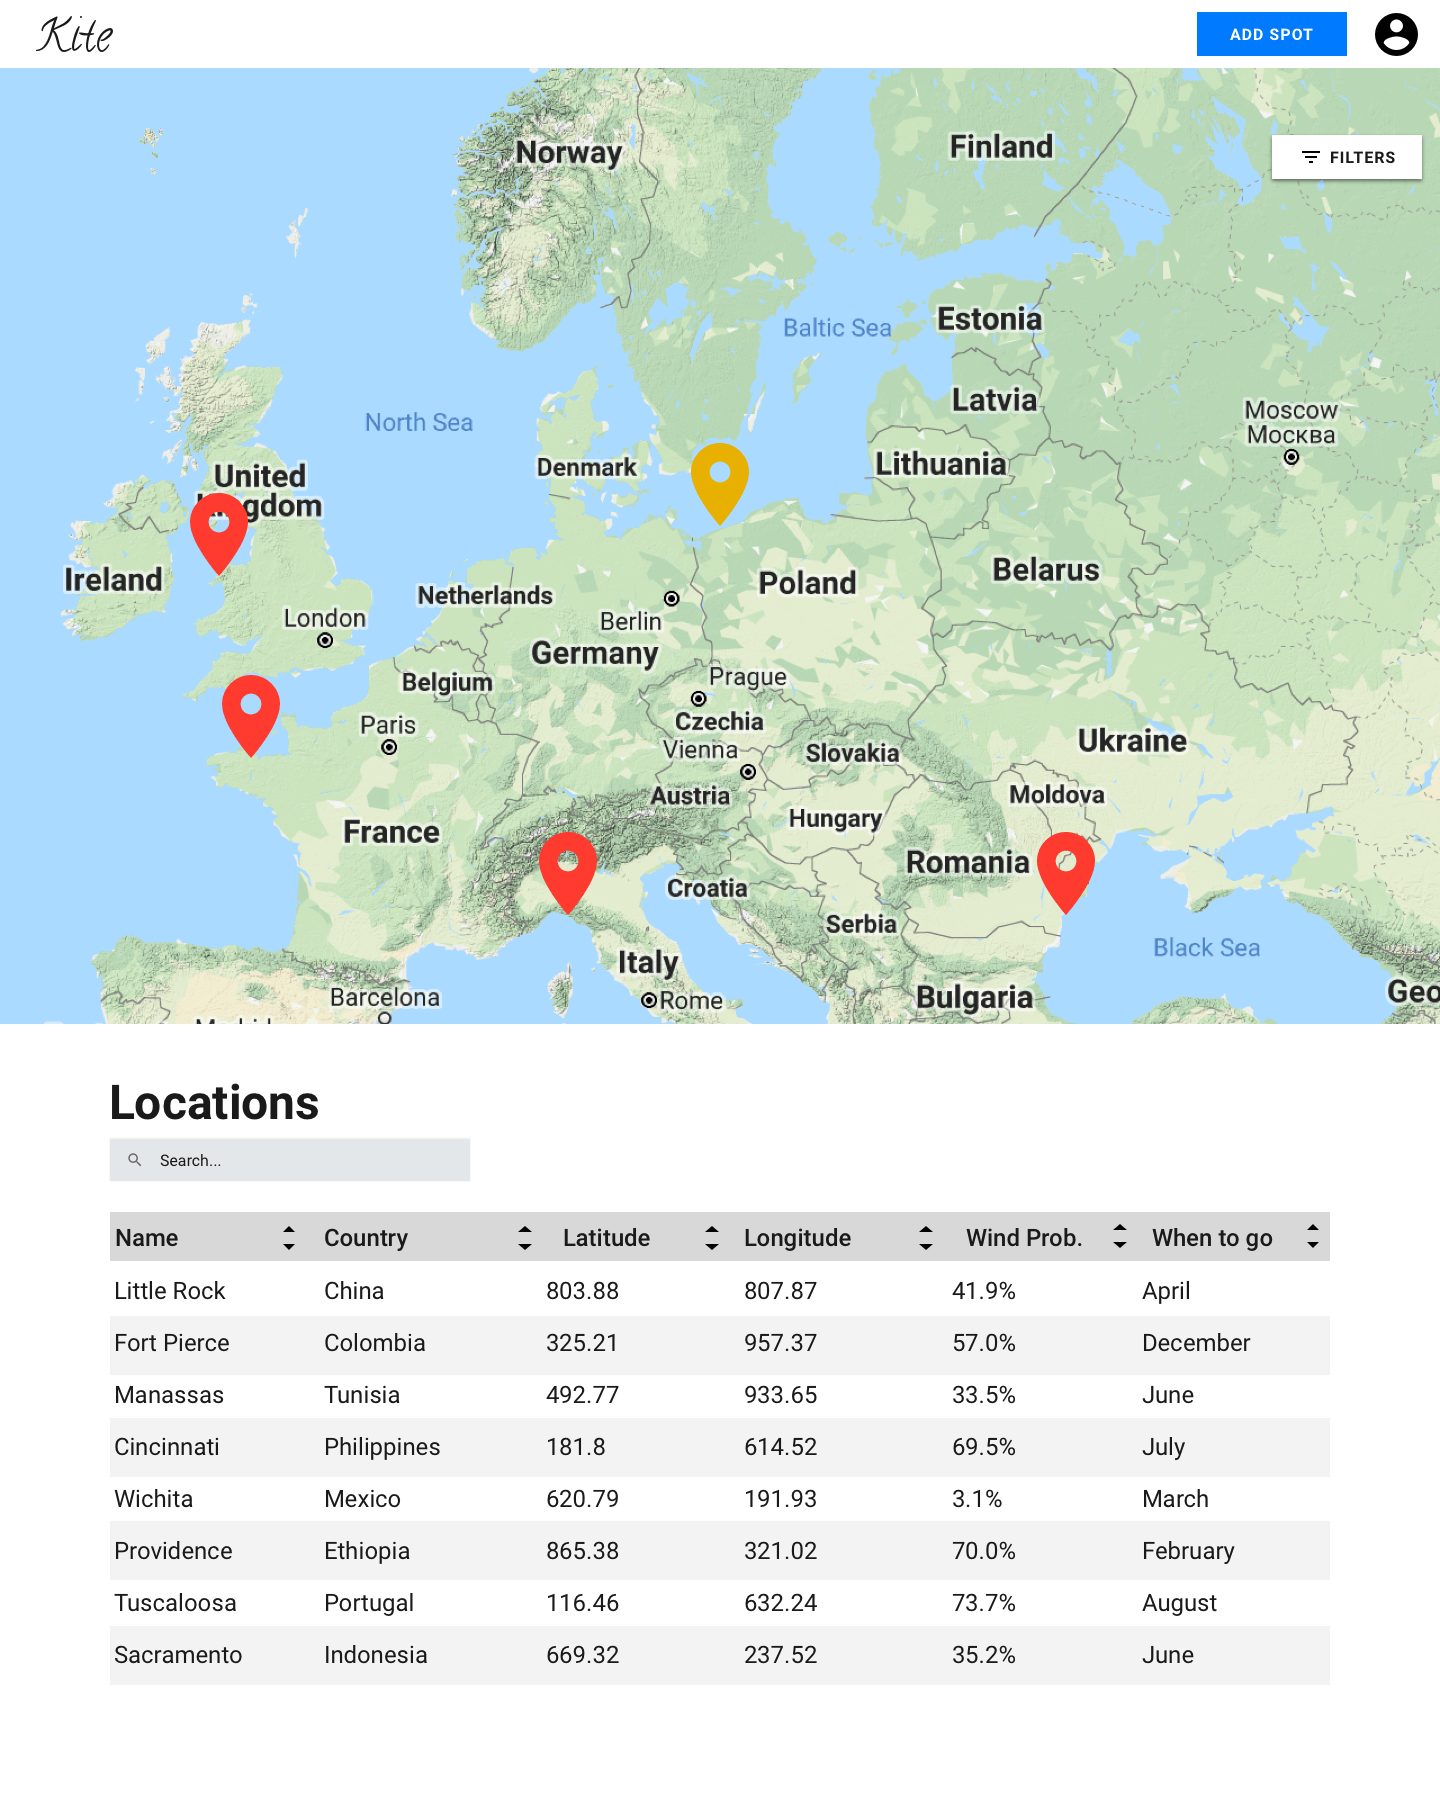 Kite
ADD SPOT
Norway
Finland
FILTERS
Estonia
Baltic Sea
Latvia
Moscow
Москва
North Sea
Denmark
Lithuania
United
Ireland
Netherlands
Poland
Belarus
London
Berlin
Germany
Belgium
Prague
Paris
Czechia
Vienna
Slovakia
Ukraine
Austria
Moldova
France
Hungary
Romania
Croatia
Serbia
Black Sea
Italy
Barcelona
Rome
Bulgaria
Geo
Locations
Search...
Name Country Latitude Longitude Wind Prob. When to go
Little Rock China 803.88 807.87 41.9% April
Fort Pierce Colombia 325.21 957.37 57.0% December
Manassas Tunisia 492.77 933.65 33.5% June
Cincinnati Philippines 181.8 614.52 69.5% July
Wichita Mexico 620.79 191.93 3.1% March
Providence Ethiopia 865.38 321.02 70.0% February
Tuscaloosa Portugal 116.46 632.24 73.7% August
Sacramento Indonesia 669.32 237.52 35.2% June